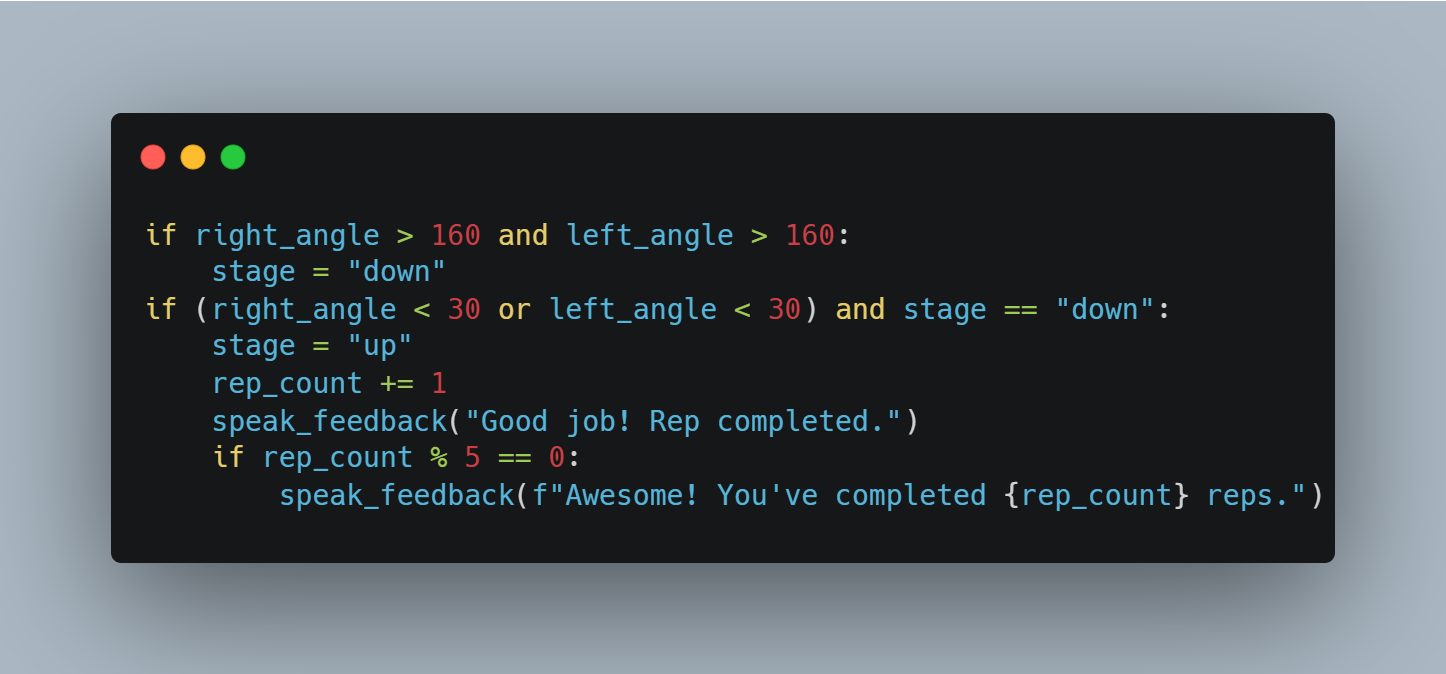 if right_angle > 160 and left_angle > 160:
    stage = "down"
if (right_angle < 30 or left_angle < 30) and stage == "down":
    stage = "up"
    rep_count += 1
    speak_feedback("Good job! Rep completed.")
    if rep_count % 5 == 0:
        speak_feedback(f"Awesome! You've completed {rep_count} reps.")